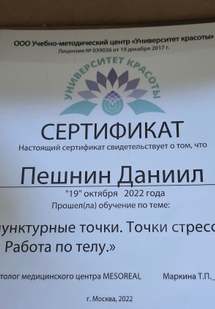 ООО Учебно-методический центр «Университет красоты»
Лицензия № 039036 от 19 декабря 2017 г.
УНИВЕРСИТЕТ КРАСОТЫ
СЕРТИФИКАТ
Настоящий сертификат свидетельствует о том, что
Пешнин Даниил
"19" октября 2022 года
Прошел(ла) обучение по теме:
пунктурные точки. Точки стресс
Работа по телу.»
толог медицинского центра MESOREAL Маркина Т.П.
г. Москва, 2022